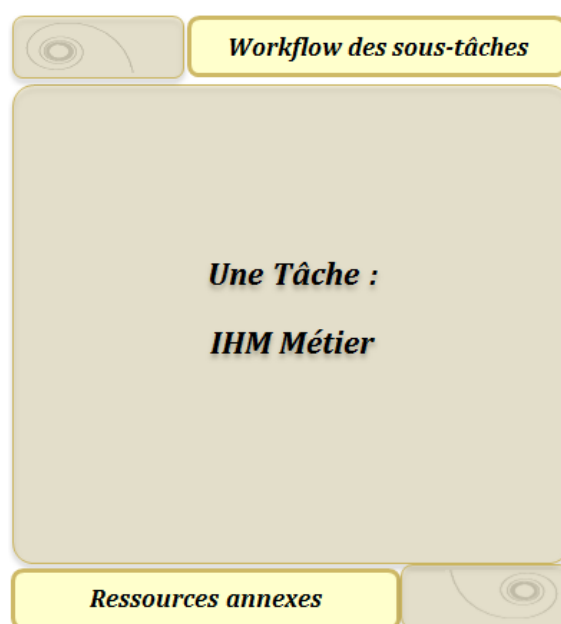 Workflow des sous-tâches
Une Tâche :
IHM Métier
Ressources annexes